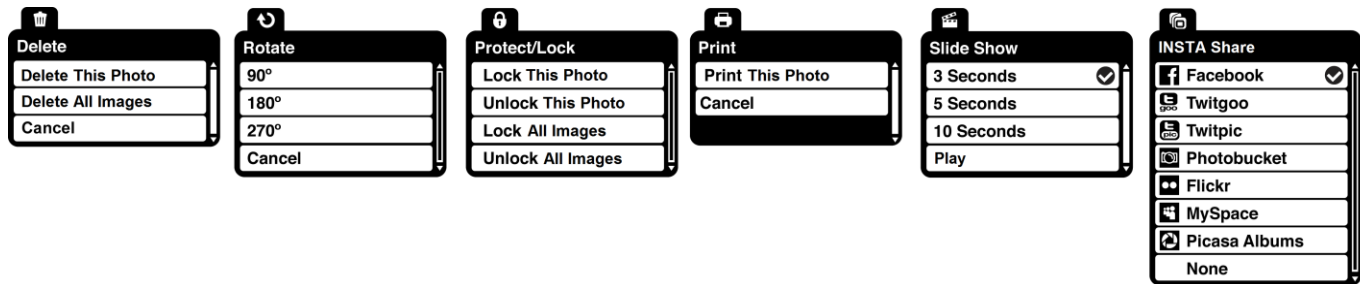 Delete
Delete This Photo
Delete All Images
Cancel
Rotate
90º
180º
270º
Cancel
Protect/Lock
Lock This Photo
Unlock This Photo
Lock All Images
Unlock All Images
Print
Print This Photo
Cancel
Slide Show
3 Seconds
5 Seconds
10 Seconds
Play
INSTA Share
f Facebook
t goo Twitgoo
t pic Twitpic
Photobucket
Flickr
MySpace
Picasa Albums
None